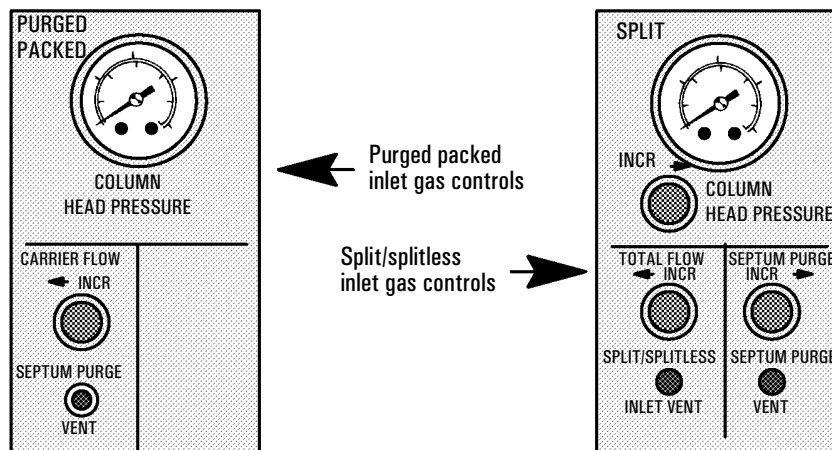 PURGED
PACKED
COLUMN
HEAD PRESSURE
CARRIER FLOW
INCR
SEPTUM PURGE
VENT
Purged packed
inlet gas controls
Split/splitless
inlet gas controls
SPLIT
INCR
COLUMN
HEAD PRESSURE
TOTAL FLOW
INCR
SEPTUM PURGE
INCR
SPLIT/SPLITLESS
INLET VENT
SEPTUM PURGE
VENT